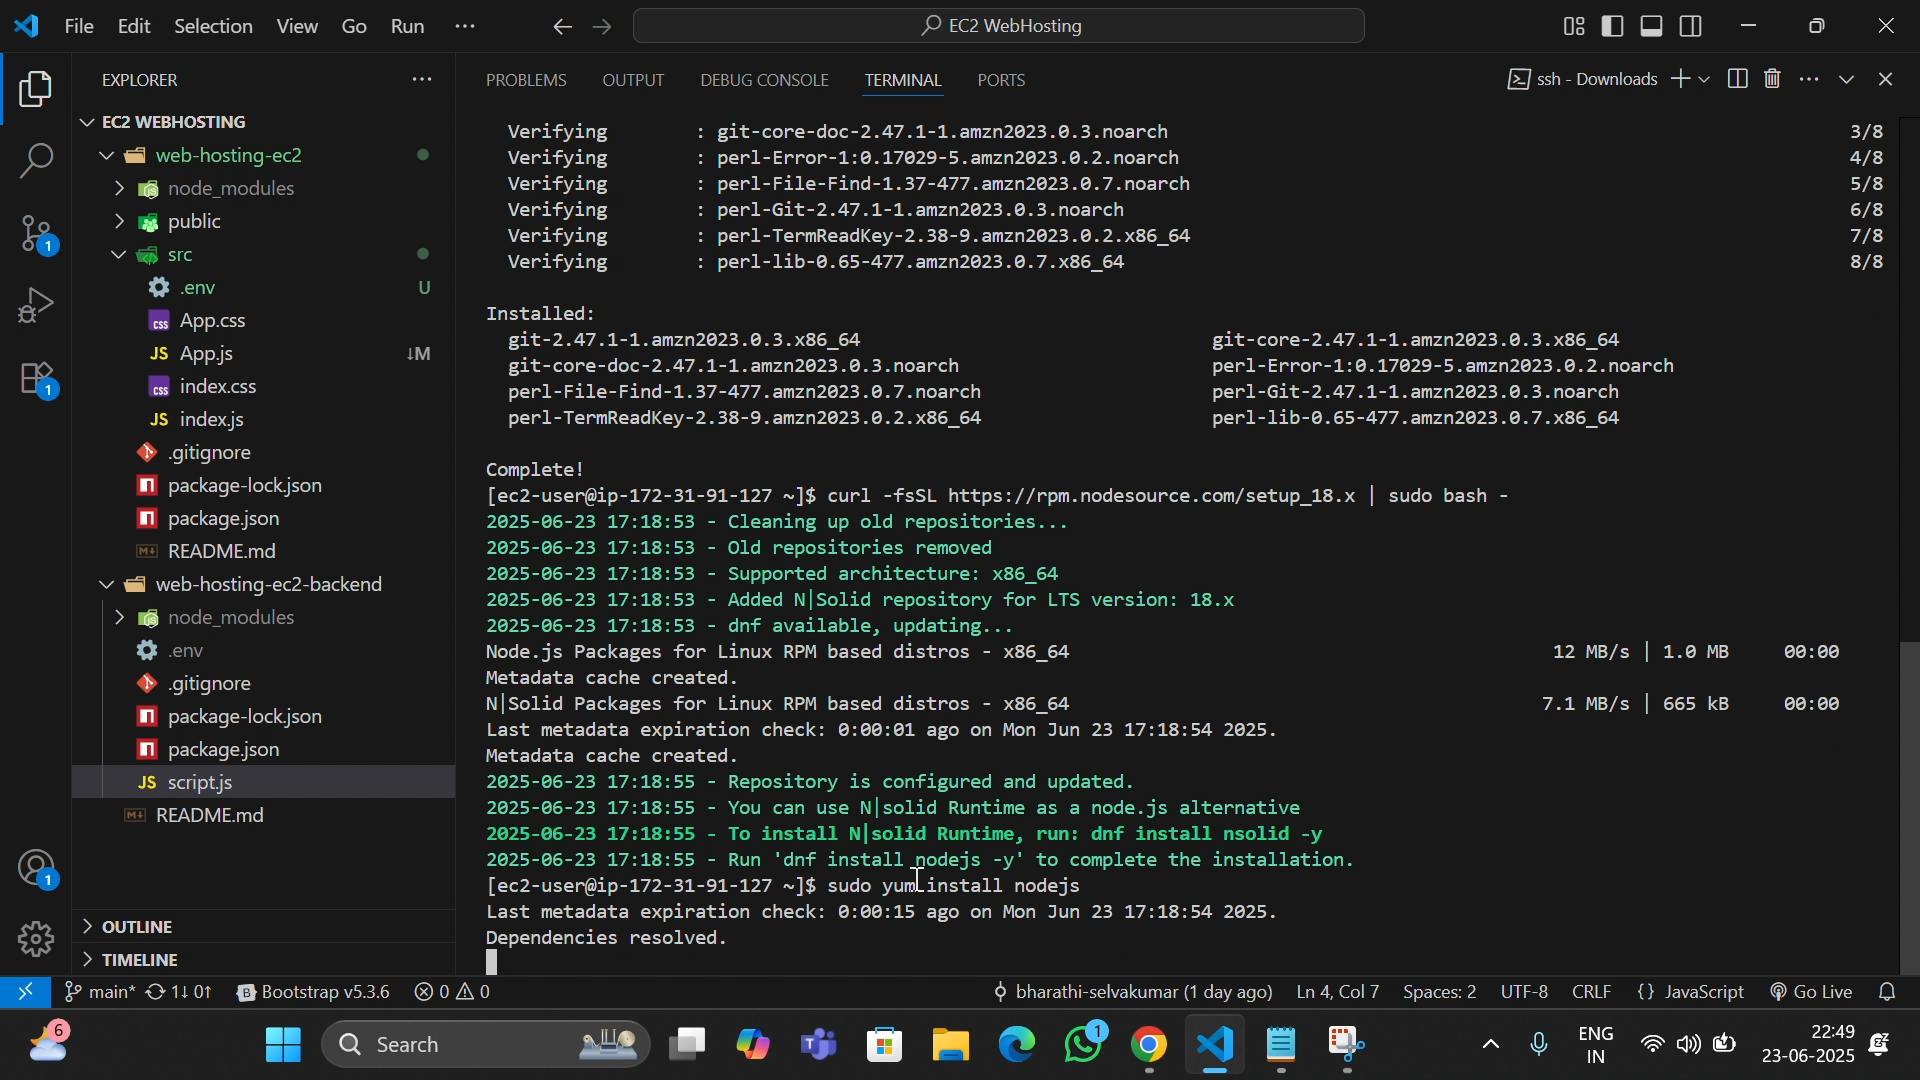 File Edit Selection View Go Run ··· EC2 WebHosting
EXPLORER ···
EC2 WEBHOSTING
web-hosting-ec2
node_modules
public
src
.env U
App.css
App.js ↓M
index.css
index.js
.gitignore
package-lock.json
package.json
README.md
web-hosting-ec2-backend
node_modules
.env
.gitignore
package-lock.json
package.json
script.js
README.md
OUTLINE
TIMELINE
PROBLEMS OUTPUT DEBUG CONSOLE TERMINAL PORTS ssh - Downloads
Verifying : git-core-doc-2.47.1-1.amzn2023.0.3.noarch 3/8
Verifying : perl-Error-1:0.17029-5.amzn2023.0.2.noarch 4/8
Verifying : perl-File-Find-1.37-477.amzn2023.0.7.noarch 5/8
Verifying : perl-Git-2.47.1-1.amzn2023.0.3.noarch 6/8
Verifying : perl-TermReadKey-2.38-9.amzn2023.0.2.x86_64 7/8
Verifying : perl-lib-0.65-477.amzn2023.0.7.x86_64 8/8
Installed:
git-2.47.1-1.amzn2023.0.3.x86_64 git-core-2.47.1-1.amzn2023.0.3.x86_64
git-core-doc-2.47.1-1.amzn2023.0.3.noarch perl-Error-1:0.17029-5.amzn2023.0.2.noarch
perl-File-Find-1.37-477.amzn2023.0.7.noarch perl-Git-2.47.1-1.amzn2023.0.3.noarch
perl-TermReadKey-2.38-9.amzn2023.0.2.x86_64 perl-lib-0.65-477.amzn2023.0.7.x86_64
Complete!
[ec2-user@ip-172-31-91-127 ~]$ curl -fsSL https://rpm.nodesource.com/setup_18.x | sudo bash -
2025-06-23 17:18:53 - Cleaning up old repositories...
2025-06-23 17:18:53 - Old repositories removed
2025-06-23 17:18:53 - Supported architecture: x86_64
2025-06-23 17:18:53 - Added N|Solid repository for LTS version: 18.x
2025-06-23 17:18:53 - dnf available, updating...
Node.js Packages for Linux RPM based distros - x86_64 12 MB/s | 1.0 MB 00:00
Metadata cache created.
N|Solid Packages for Linux RPM based distros - x86_64 7.1 MB/s | 665 kB 00:00
Last metadata expiration check: 0:00:01 ago on Mon Jun 23 17:18:54 2025.
Metadata cache created.
2025-06-23 17:18:55 - Repository is configured and updated.
2025-06-23 17:18:55 - You can use N|solid Runtime as a node.js alternative
2025-06-23 17:18:55 - To install N|solid Runtime, run: dnf install nsolid -y
2025-06-23 17:18:55 - Run 'dnf install nodejs -y' to complete the installation.
[ec2-user@ip-172-31-91-127 ~]$ sudo yum install nodejs
Last metadata expiration check: 0:00:15 ago on Mon Jun 23 17:18:54 2025.
Dependencies resolved.
1
1
1
main* 1↓ 0↑ Bootstrap v5.3.6 0 0 bharathi-selvakumar (1 day ago) Ln 4, Col 7 Spaces: 2 UTF-8 CRLF {} JavaScript Go Live
6 Search 1 ENG IN 22:49
23-06-2025